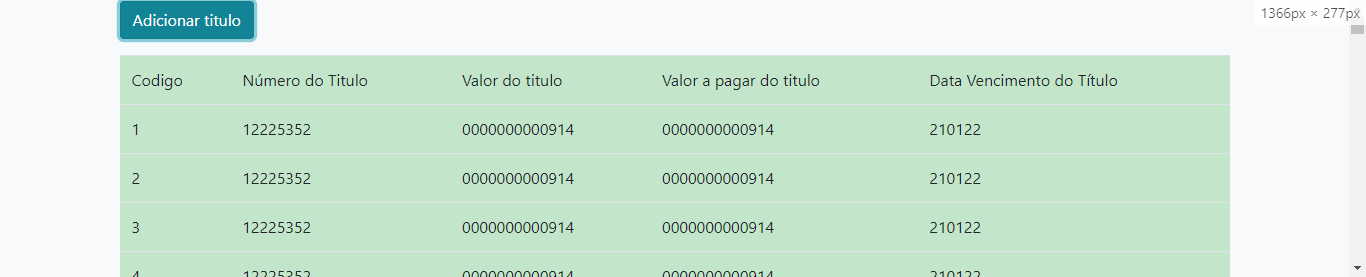 Adicionar titulo
1366px × 277px
Codigo Número do Titulo Valor do titulo Valor a pagar do titulo Data Vencimento do Título
1 12225352 0000000000914 0000000000914 210122
2 12225352 0000000000914 0000000000914 210122
3 12225352 0000000000914 0000000000914 210122
4 12225352 0000000000914 0000000000914 210122